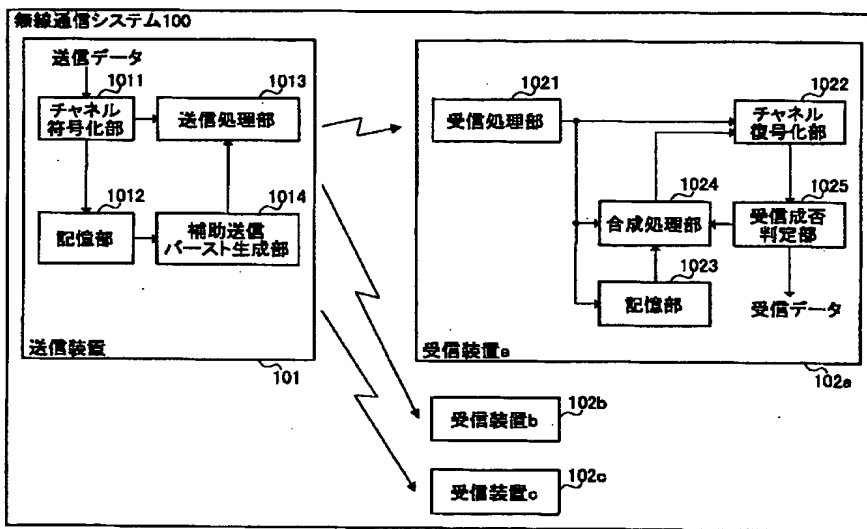 無線通信システム100
送信データ
1011
チャネル
符号化部
1013
送信処理部
1012
記憶部
1014
補助送信
バースト生成部
送信装置
101
1021
受信処理部
1022
チャネル
復号化部
1024
合成処理部
1025
受信成否
判定部
1023
記憶部
受信データ
受信装置a
102a
受信装置b
102b
受信装置c
102c